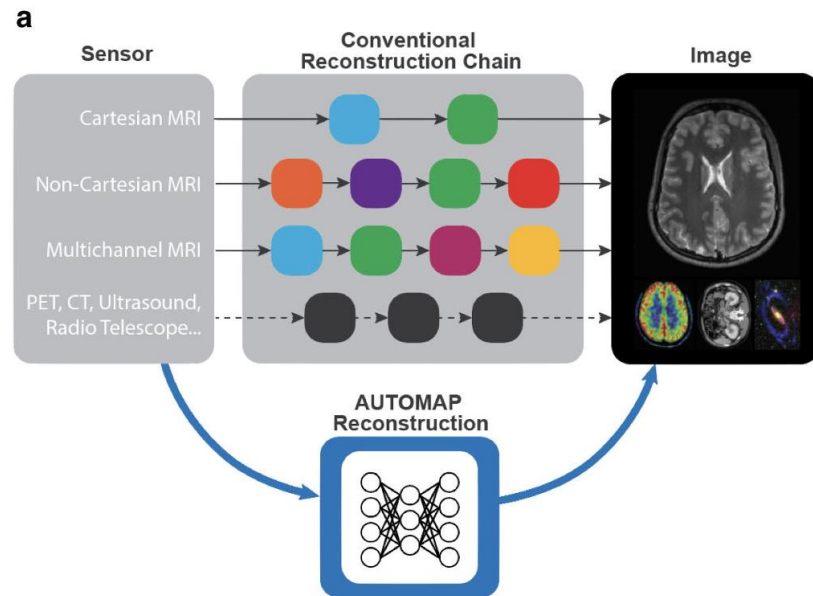 a
Sensor
Conventional
Reconstruction Chain
Image
Cartesian MRI
Non-Cartesian MRI
Multichannel MRI
PET, CT, Ultrasound,
Radio Telescope...
AUTOMAP
Reconstruction